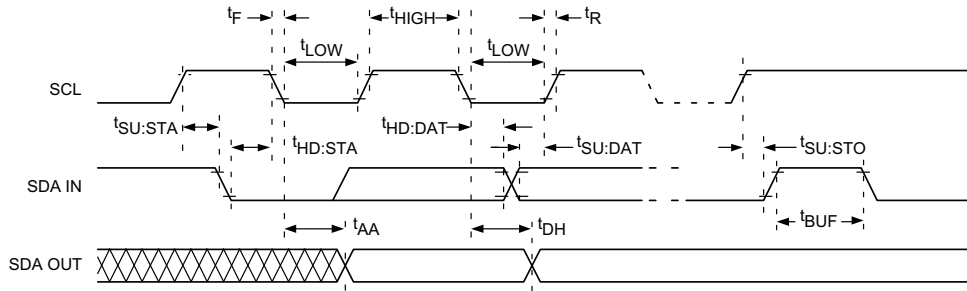 tF
tHIGH
tR
tLOW
tLOW
SCL
tSU:STA
tHD:STA
tHD:DAT
tSU:DAT
tSU:STO
SDA IN
tAA
tDH
tBUF
SDA OUT